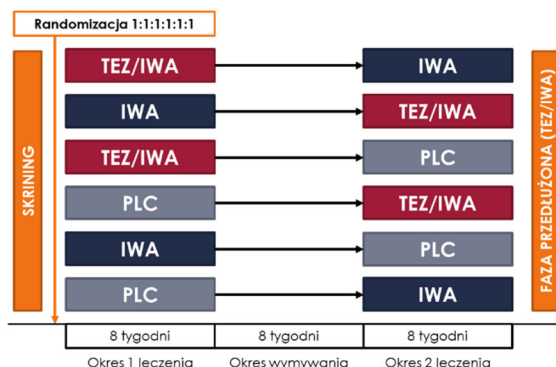 Randomizacja 1:1:1:1:1:1
SKRINING
TEZ/IWA
IWA
IWA
TEZ/IWA
TEZ/IWA
PLC
PLC
TEZ/IWA
IWA
PLC
PLC
IWA
FAZA PRZEDŁUŻONA (TEZ/IWA)
8 tygodni
8 tygodni
8 tygodni
Okres 1 leczenia
Okres wymywania
Okres 2 leczenia